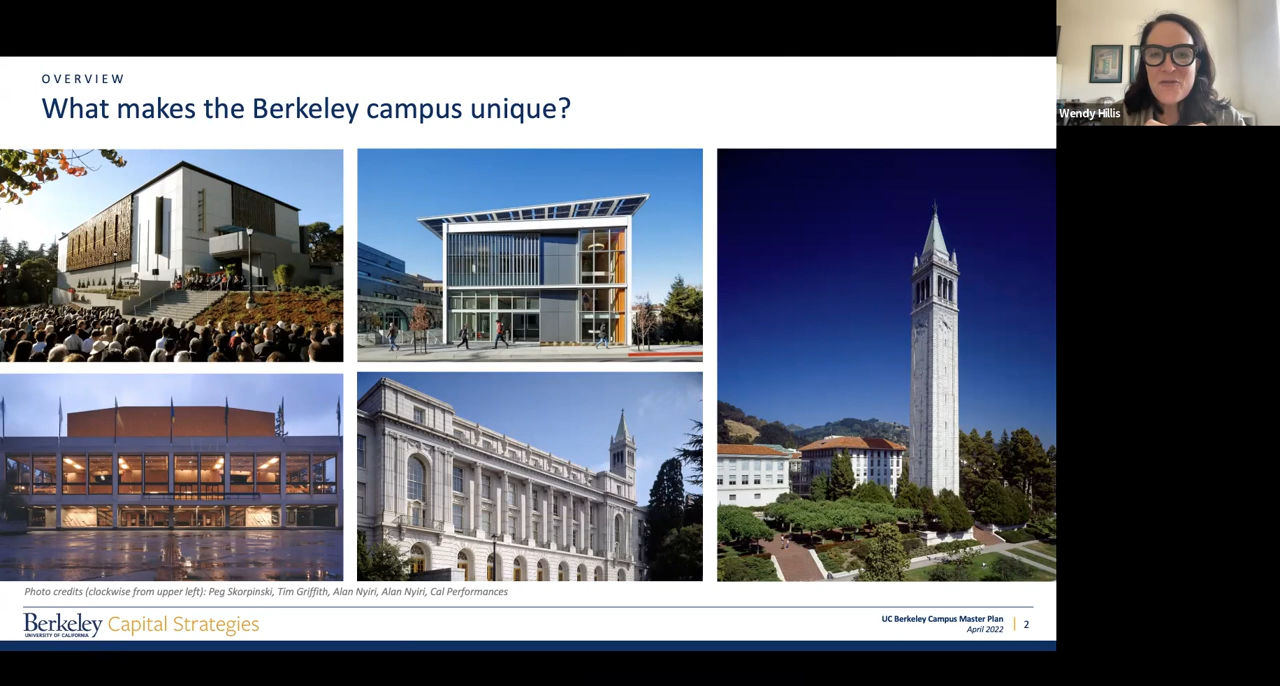 OVERVIEW
What makes the Berkeley campus unique?
Wendy Hillis
Photo credits (clockwise from upper left): Peg Skorpinski, Tim Griffith, Alan Nyiri, Alan Nyiri, Cal Performances
Berkeley Capital Strategies
UNIVERSITY OF CALIFORNIA
UC Berkeley Campus Master Plan
April 2022
2